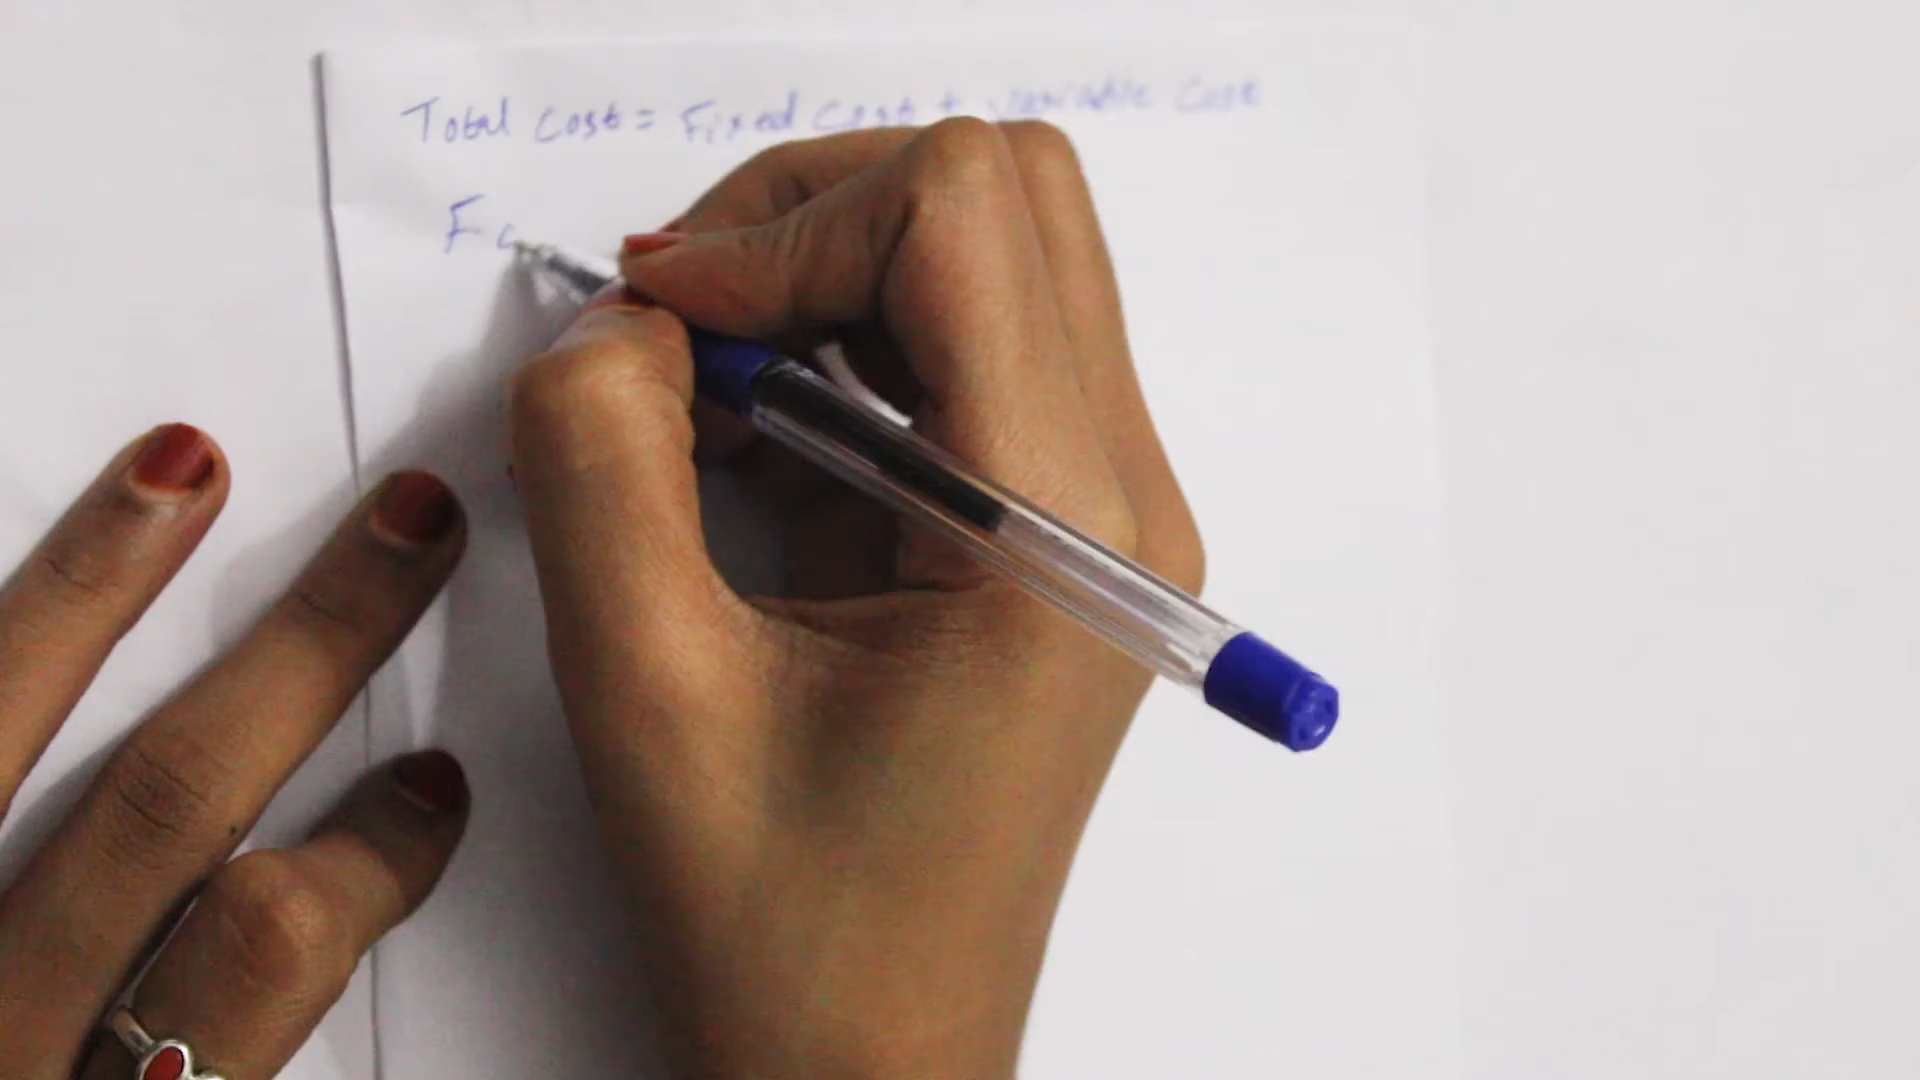 Total Cost = Fixed Cost + Variable Cost
F C